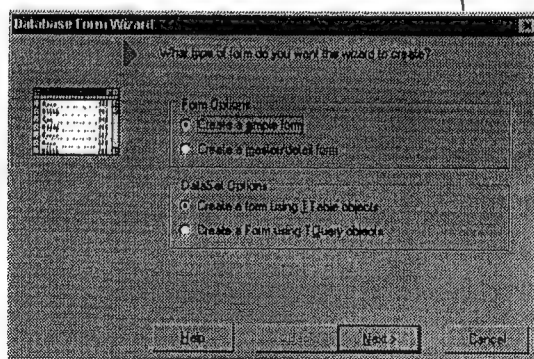 Database Form Wizard
What type of form do you want the wizard to create?
Form Options
Create a simple form
Create a master/detail form
DataSet Options
Create a form using TTable objects
Create a Form using TQuery objects
Help Next > Cancel